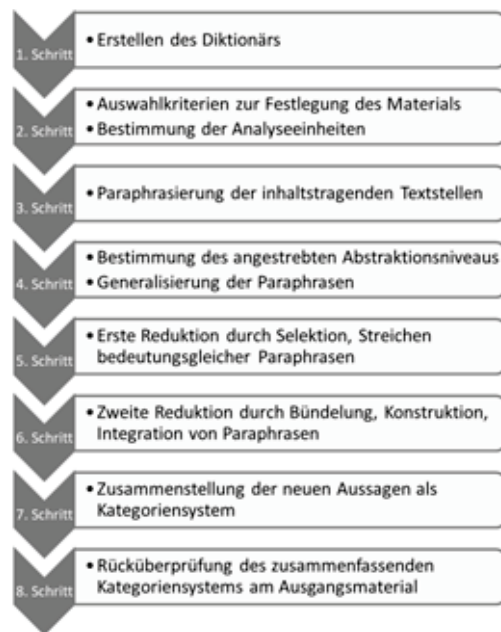 1. Schritt
• Erstellen des Diktionärs
2. Schritt
• Auswahlkriterien zur Festlegung des Materials
• Bestimmung der Analyseeinheiten
3. Schritt
• Paraphrasierung der inhaltstragenden Textstellen
4. Schritt
• Bestimmung des angestrebten Abstraktionsniveaus
• Generalisierung der Paraphrasen
5. Schritt
• Erste Reduktion durch Selektion, Streichen
bedeutungsgleicher Paraphrasen
6. Schritt
• Zweite Reduktion durch Bündelung, Konstruktion,
Integration von Paraphrasen
7. Schritt
• Zusammenstellung der neuen Aussagen als
Kategoriensystem
8. Schritt
• Rücküberprüfung des zusammenfassenden
Kategoriensystems am Ausgangsmaterial